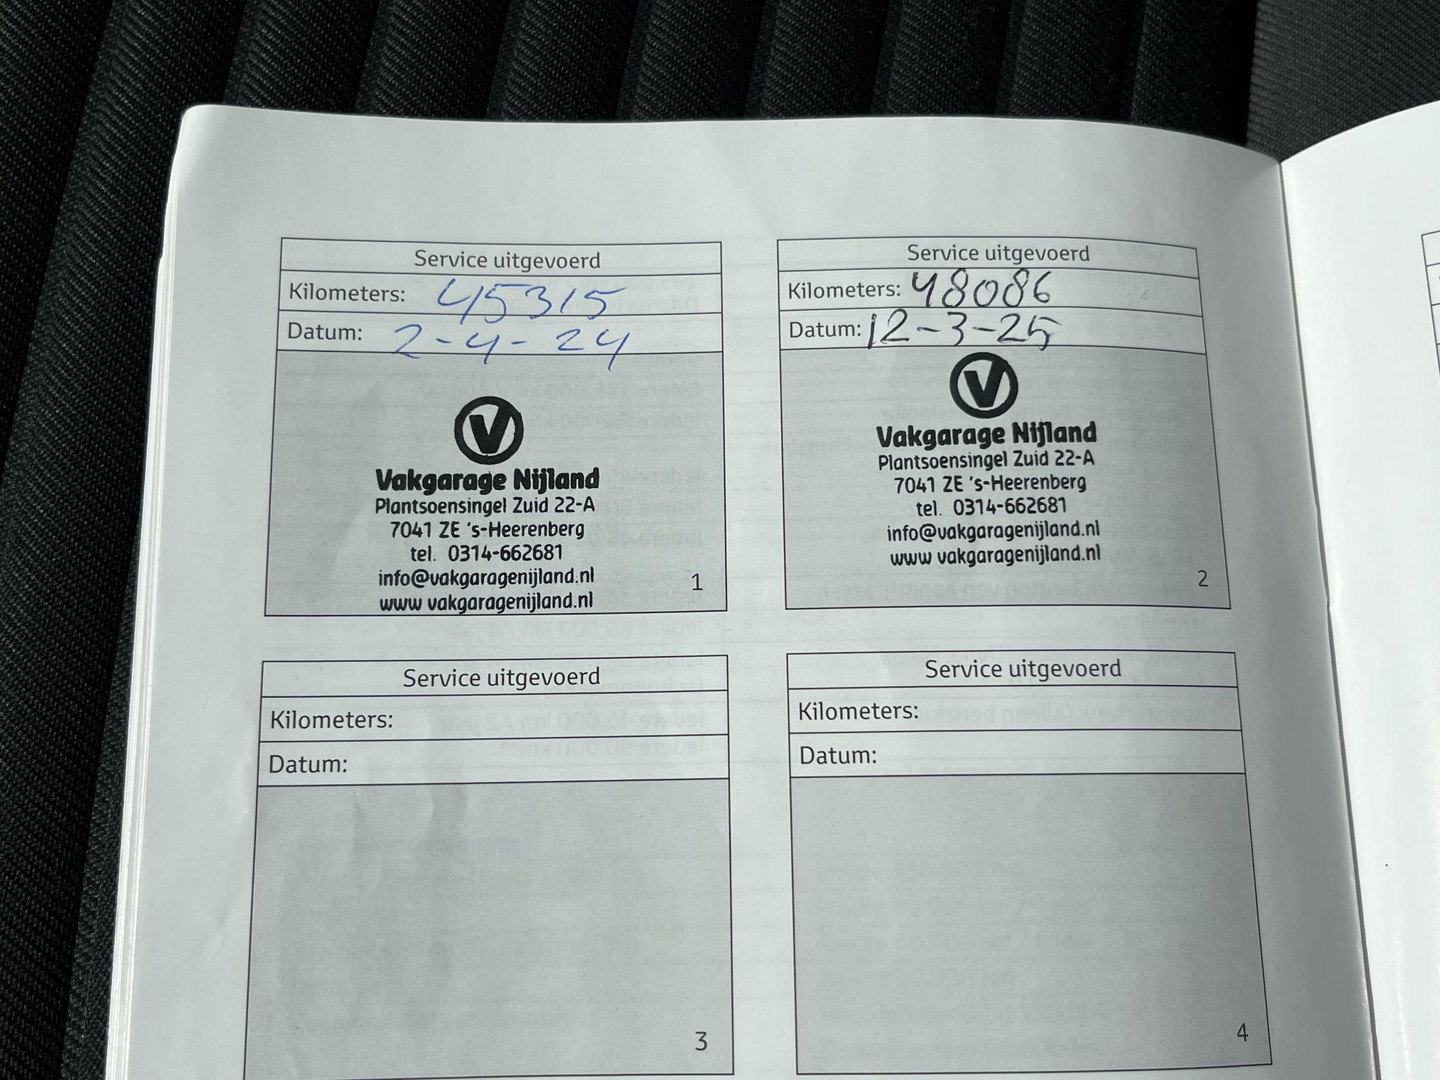 Service uitgevoerd
Kilometers: 45315
Datum: 2-4-24
V
Vakgarage Nijland
Plantsoensingel Zuid 22-A
7041 ZE 's-Heerenberg
tel. 0314-662681
info@vakgaragenijland.nl
www vakgaragenijland.nl
1
Service uitgevoerd
Kilometers: 48086
Datum: 12-3-25
V
Vakgarage Nijland
Plantsoensingel Zuid 22-A
7041 ZE 's-Heerenberg
tel. 0314-662681
info@vakgaragenijland.nl
www vakgaragenijland.nl
2
Service uitgevoerd
Kilometers:
Datum:
3
Service uitgevoerd
Kilometers:
Datum:
4